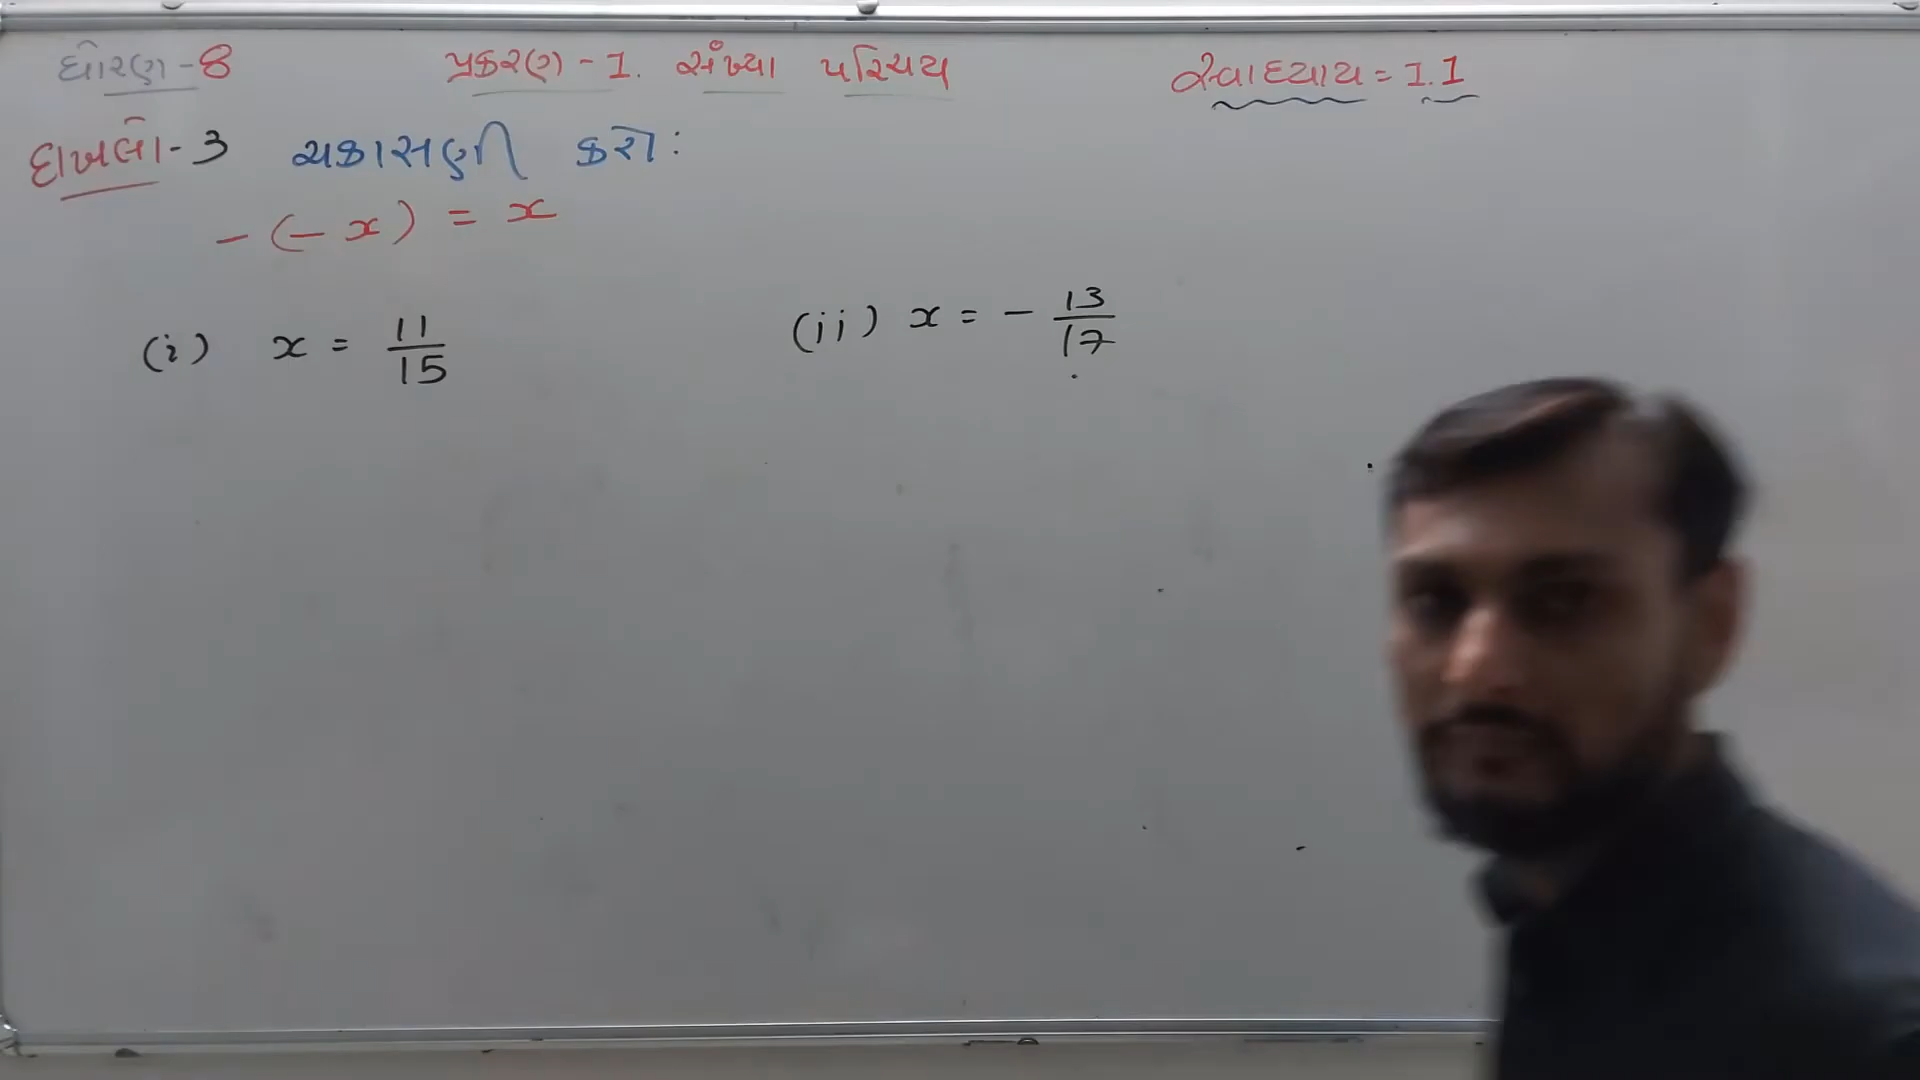 ધોરણ - 8 પ્રકરણ - 1. સંખ્યા પરિચય સ્વાધ્યાય = 1.1
દાખલો - 3 ચકાસણી કરો :
- (- x) = x
(i) x = 11/15 (ii) x = - 13/17